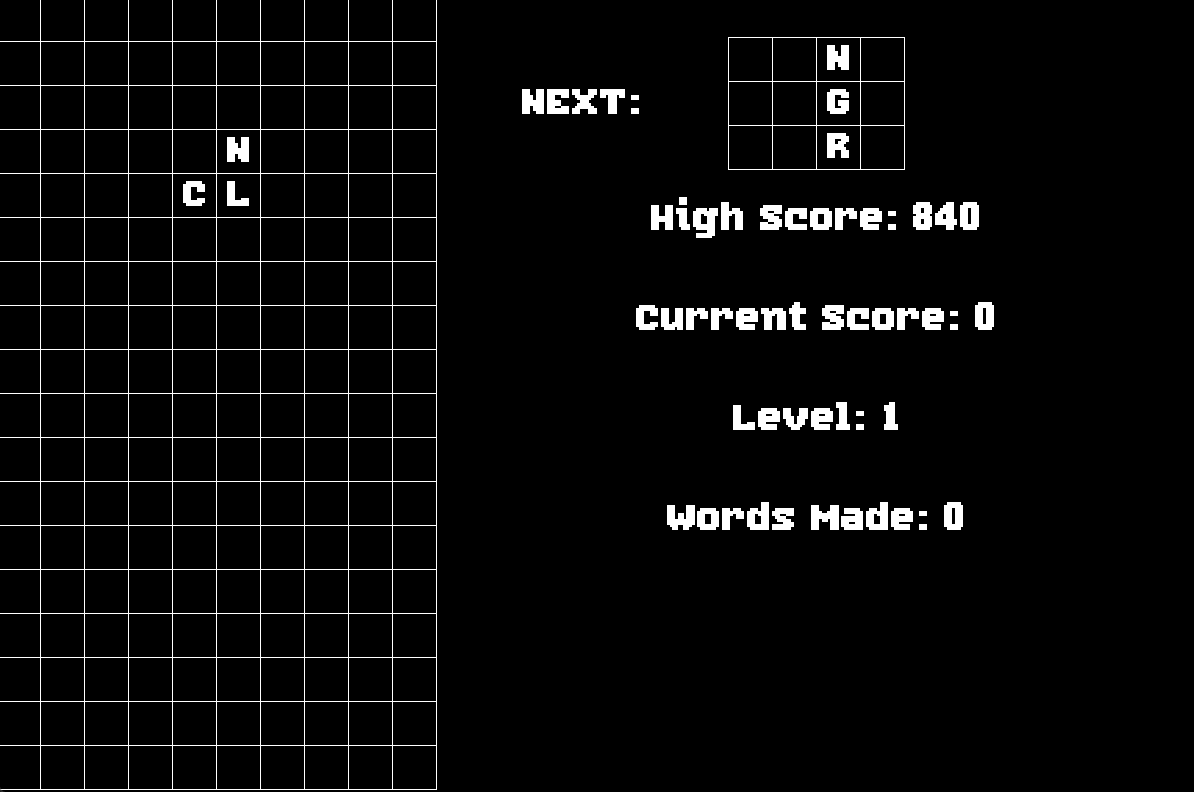 N
C L
NEXT:
N
G
R
High Score: 840
Current Score: 0
Level: 1
Words Made: 0